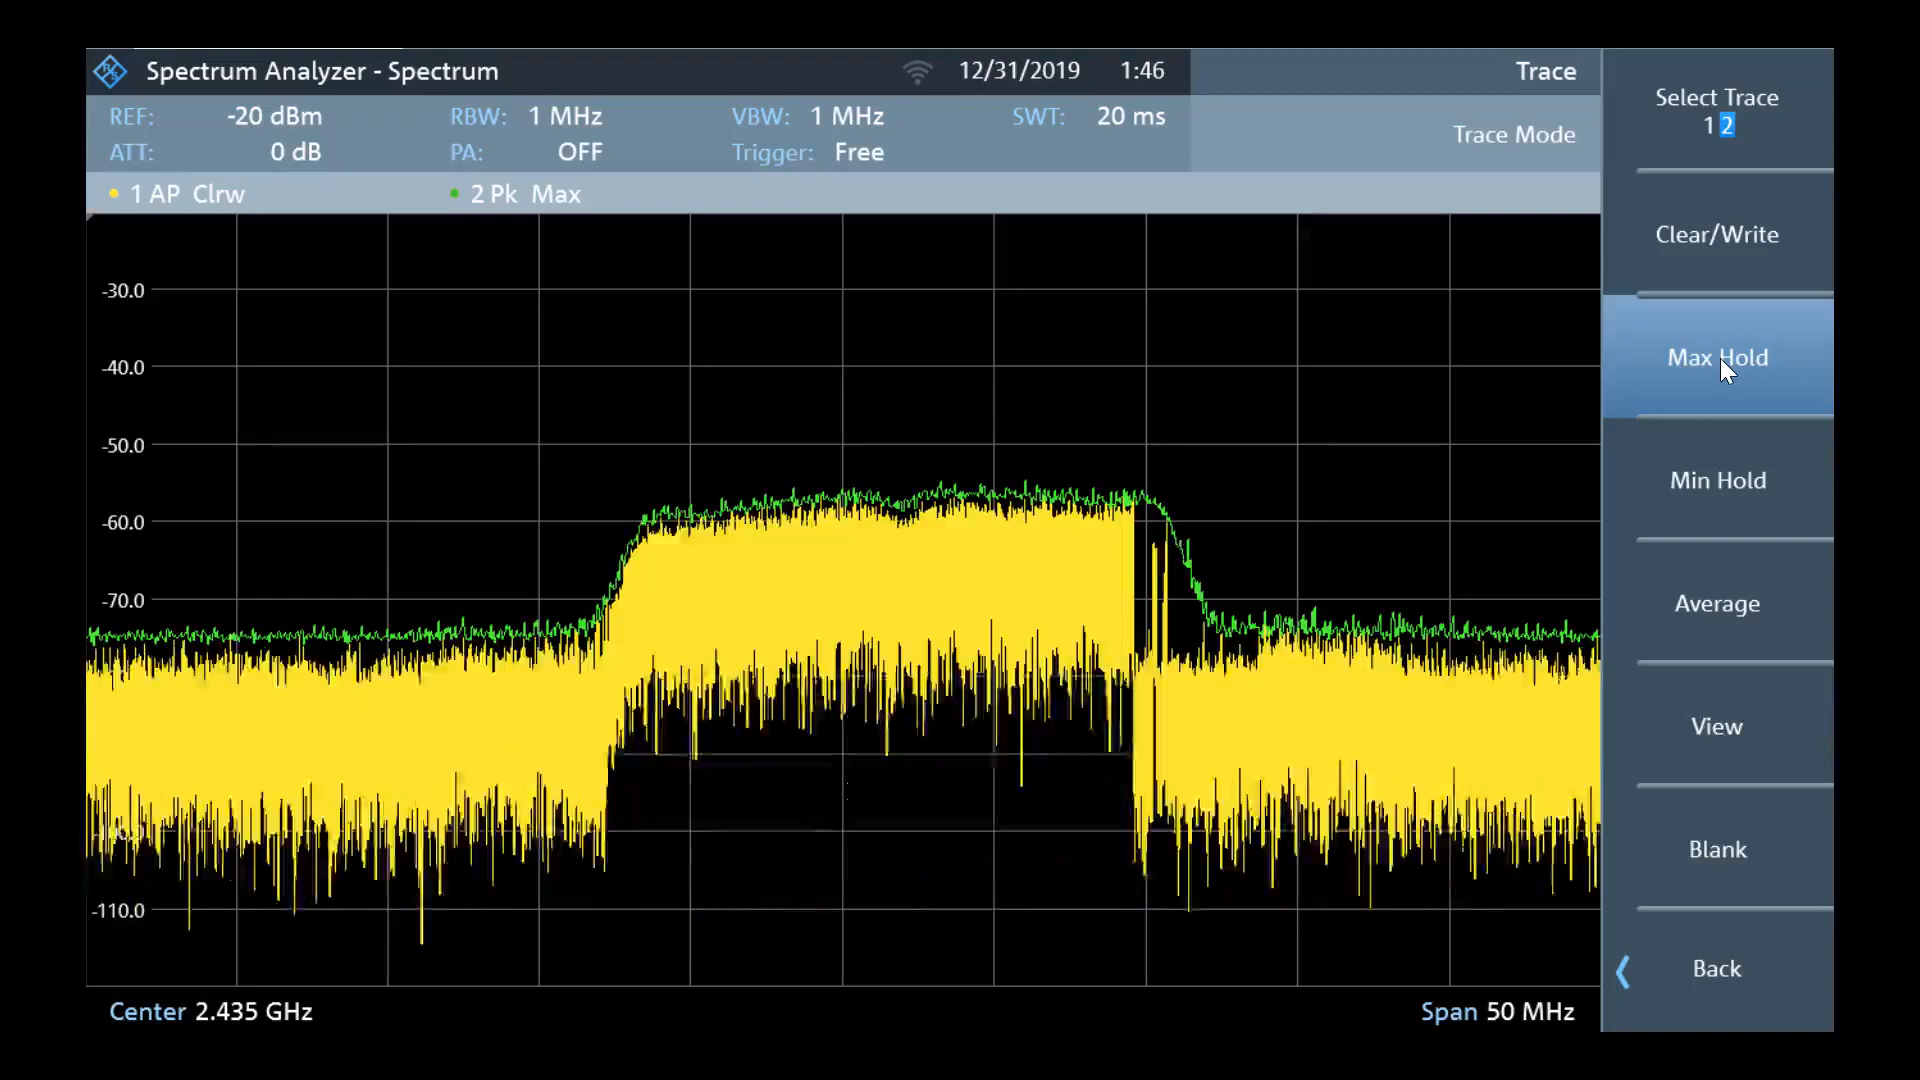 Spectrum Analyzer - Spectrum 12/31/2019 1:46 Trace
REF: -20 dBm RBW: 1 MHz VBW: 1 MHz SWT: 20 ms
ATT: 0 dB PA: OFF Trigger: Free
Trace Mode
1 AP Clrw 2 Pk Max
-30.0
-40.0
-50.0
-60.0
-70.0
-110.0
Center 2.435 GHz Span 50 MHz
Select Trace
1 2
Clear/Write
Max Hold
Min Hold
Average
View
Blank
Back